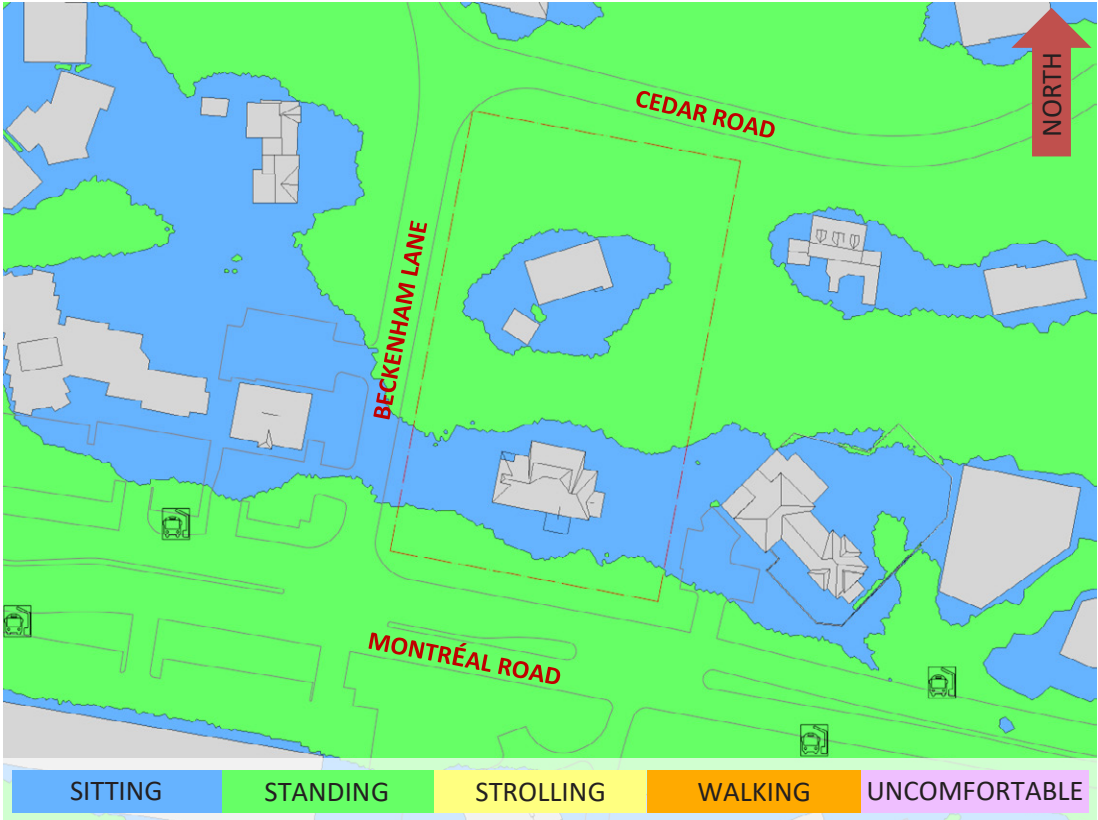 NORTH
CEDAR ROAD
BECKENHAM LANE
MONTRÉAL ROAD
SITTING
STANDING
STROLLING
WALKING
UNCOMFORTABLE